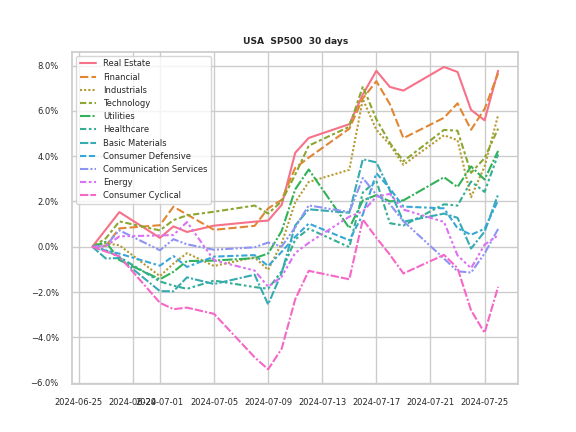 USA SP500 30 days
Real Estate
Financial
Industrials
Technology
Utilities
Healthcare
Basic Materials
Consumer Defensive
Communication Services
Energy
Consumer Cyclical
8.0%
6.0%
4.0%
2.0%
0.0%
−2.0%
−4.0%
−6.0%
2024-06-25 2024-06-29 2024-07-01 2024-07-05 2024-07-09 2024-07-13 2024-07-17 2024-07-21 2024-07-25